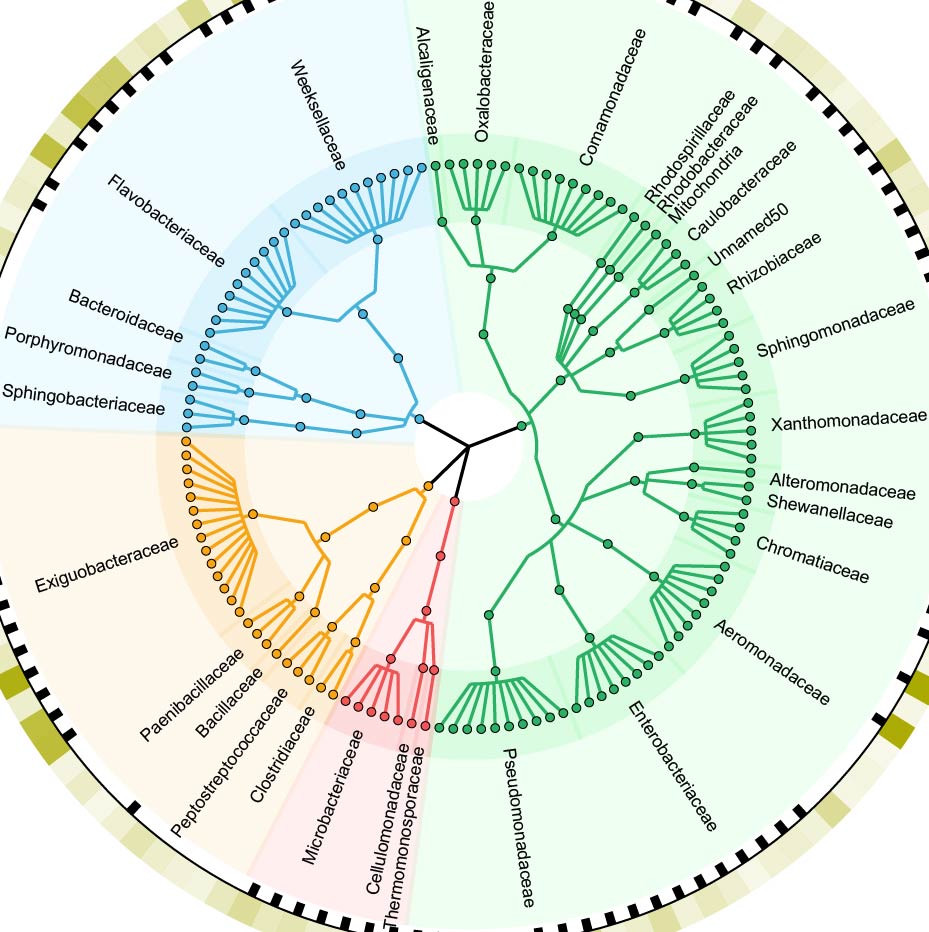 Alcaligenaceae
Oxalobacteraceae
Comamonadaceae
Rhodospirillaceae
Rhodobacteraceae
Mitochondria
Caulobacteraceae
Unnamed50
Rhizobiaceae
Sphingomonadaceae
Xanthomonadaceae
Alteromonadaceae
Shewanellaceae
Chromatiaceae
Aeromonadaceae
Enterobacteriaceae
Pseudomonadaceae
Thermomonosporaceae
Cellulomonadaceae
Microbacteriaceae
Clostridiaceae
Peptostreptococcaceae
Bacillaceae
Paenibacillaceae
Exiguobacteraceae
Sphingobacteriaceae
Porphyromonadaceae
Bacteroidaceae
Flavobacteriaceae
Weeksellaceae